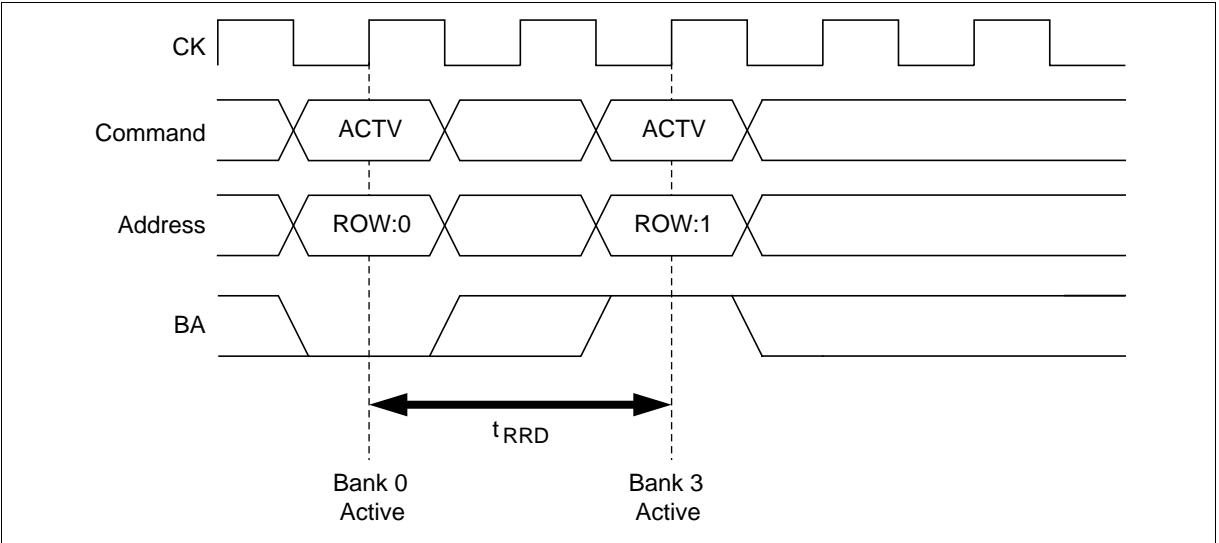 CK
Command ACTV ACTV
Address ROW:0 ROW:1
BA
tRRD
Bank 0 Bank 3
Active Active